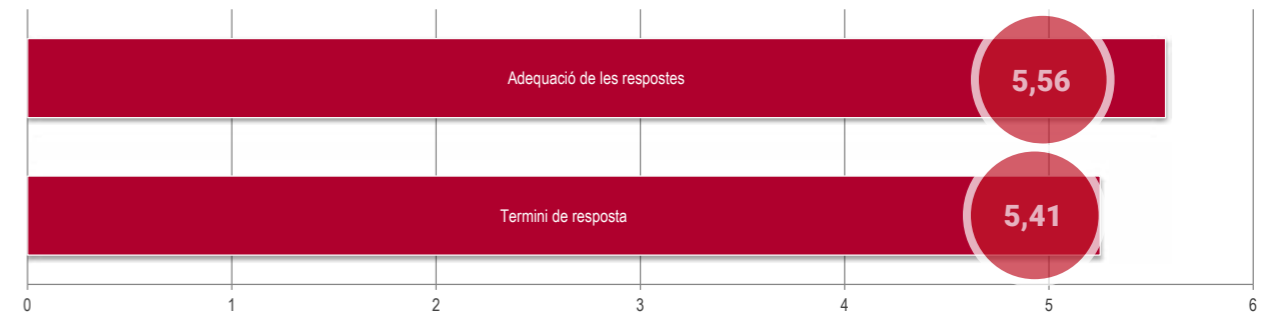 Adequació de les respostes
5,56
Termini de resposta
5,41
0 1 2 3 4 5 6